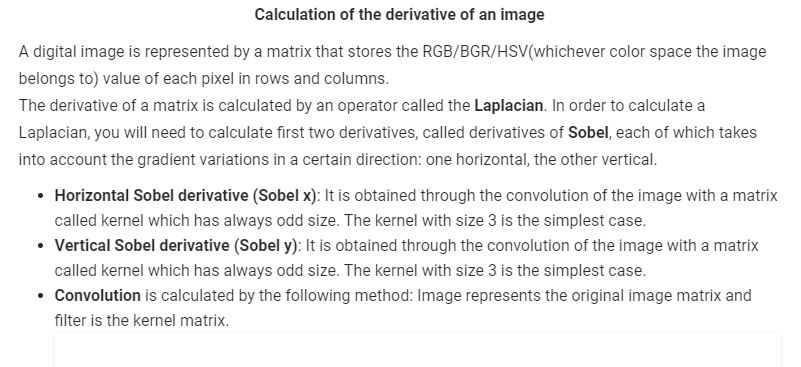 Calculation of the derivative of an image
A digital image is represented by a matrix that stores the RGB/BGR/HSV(whichever color space the image
belongs to) value of each pixel in rows and columns.
The derivative of a matrix is calculated by an operator called the Laplacian. In order to calculate a
Laplacian, you will need to calculate first two derivatives, called derivatives of Sobel, each of which takes
into account the gradient variations in a certain direction: one horizontal, the other vertical.
• Horizontal Sobel derivative (Sobel x): It is obtained through the convolution of the image with a matrix
called kernel which has always odd size. The kernel with size 3 is the simplest case.
• Vertical Sobel derivative (Sobel y): It is obtained through the convolution of the image with a matrix
called kernel which has always odd size. The kernel with size 3 is the simplest case.
• Convolution is calculated by the following method: Image represents the original image matrix and
filter is the kernel matrix.